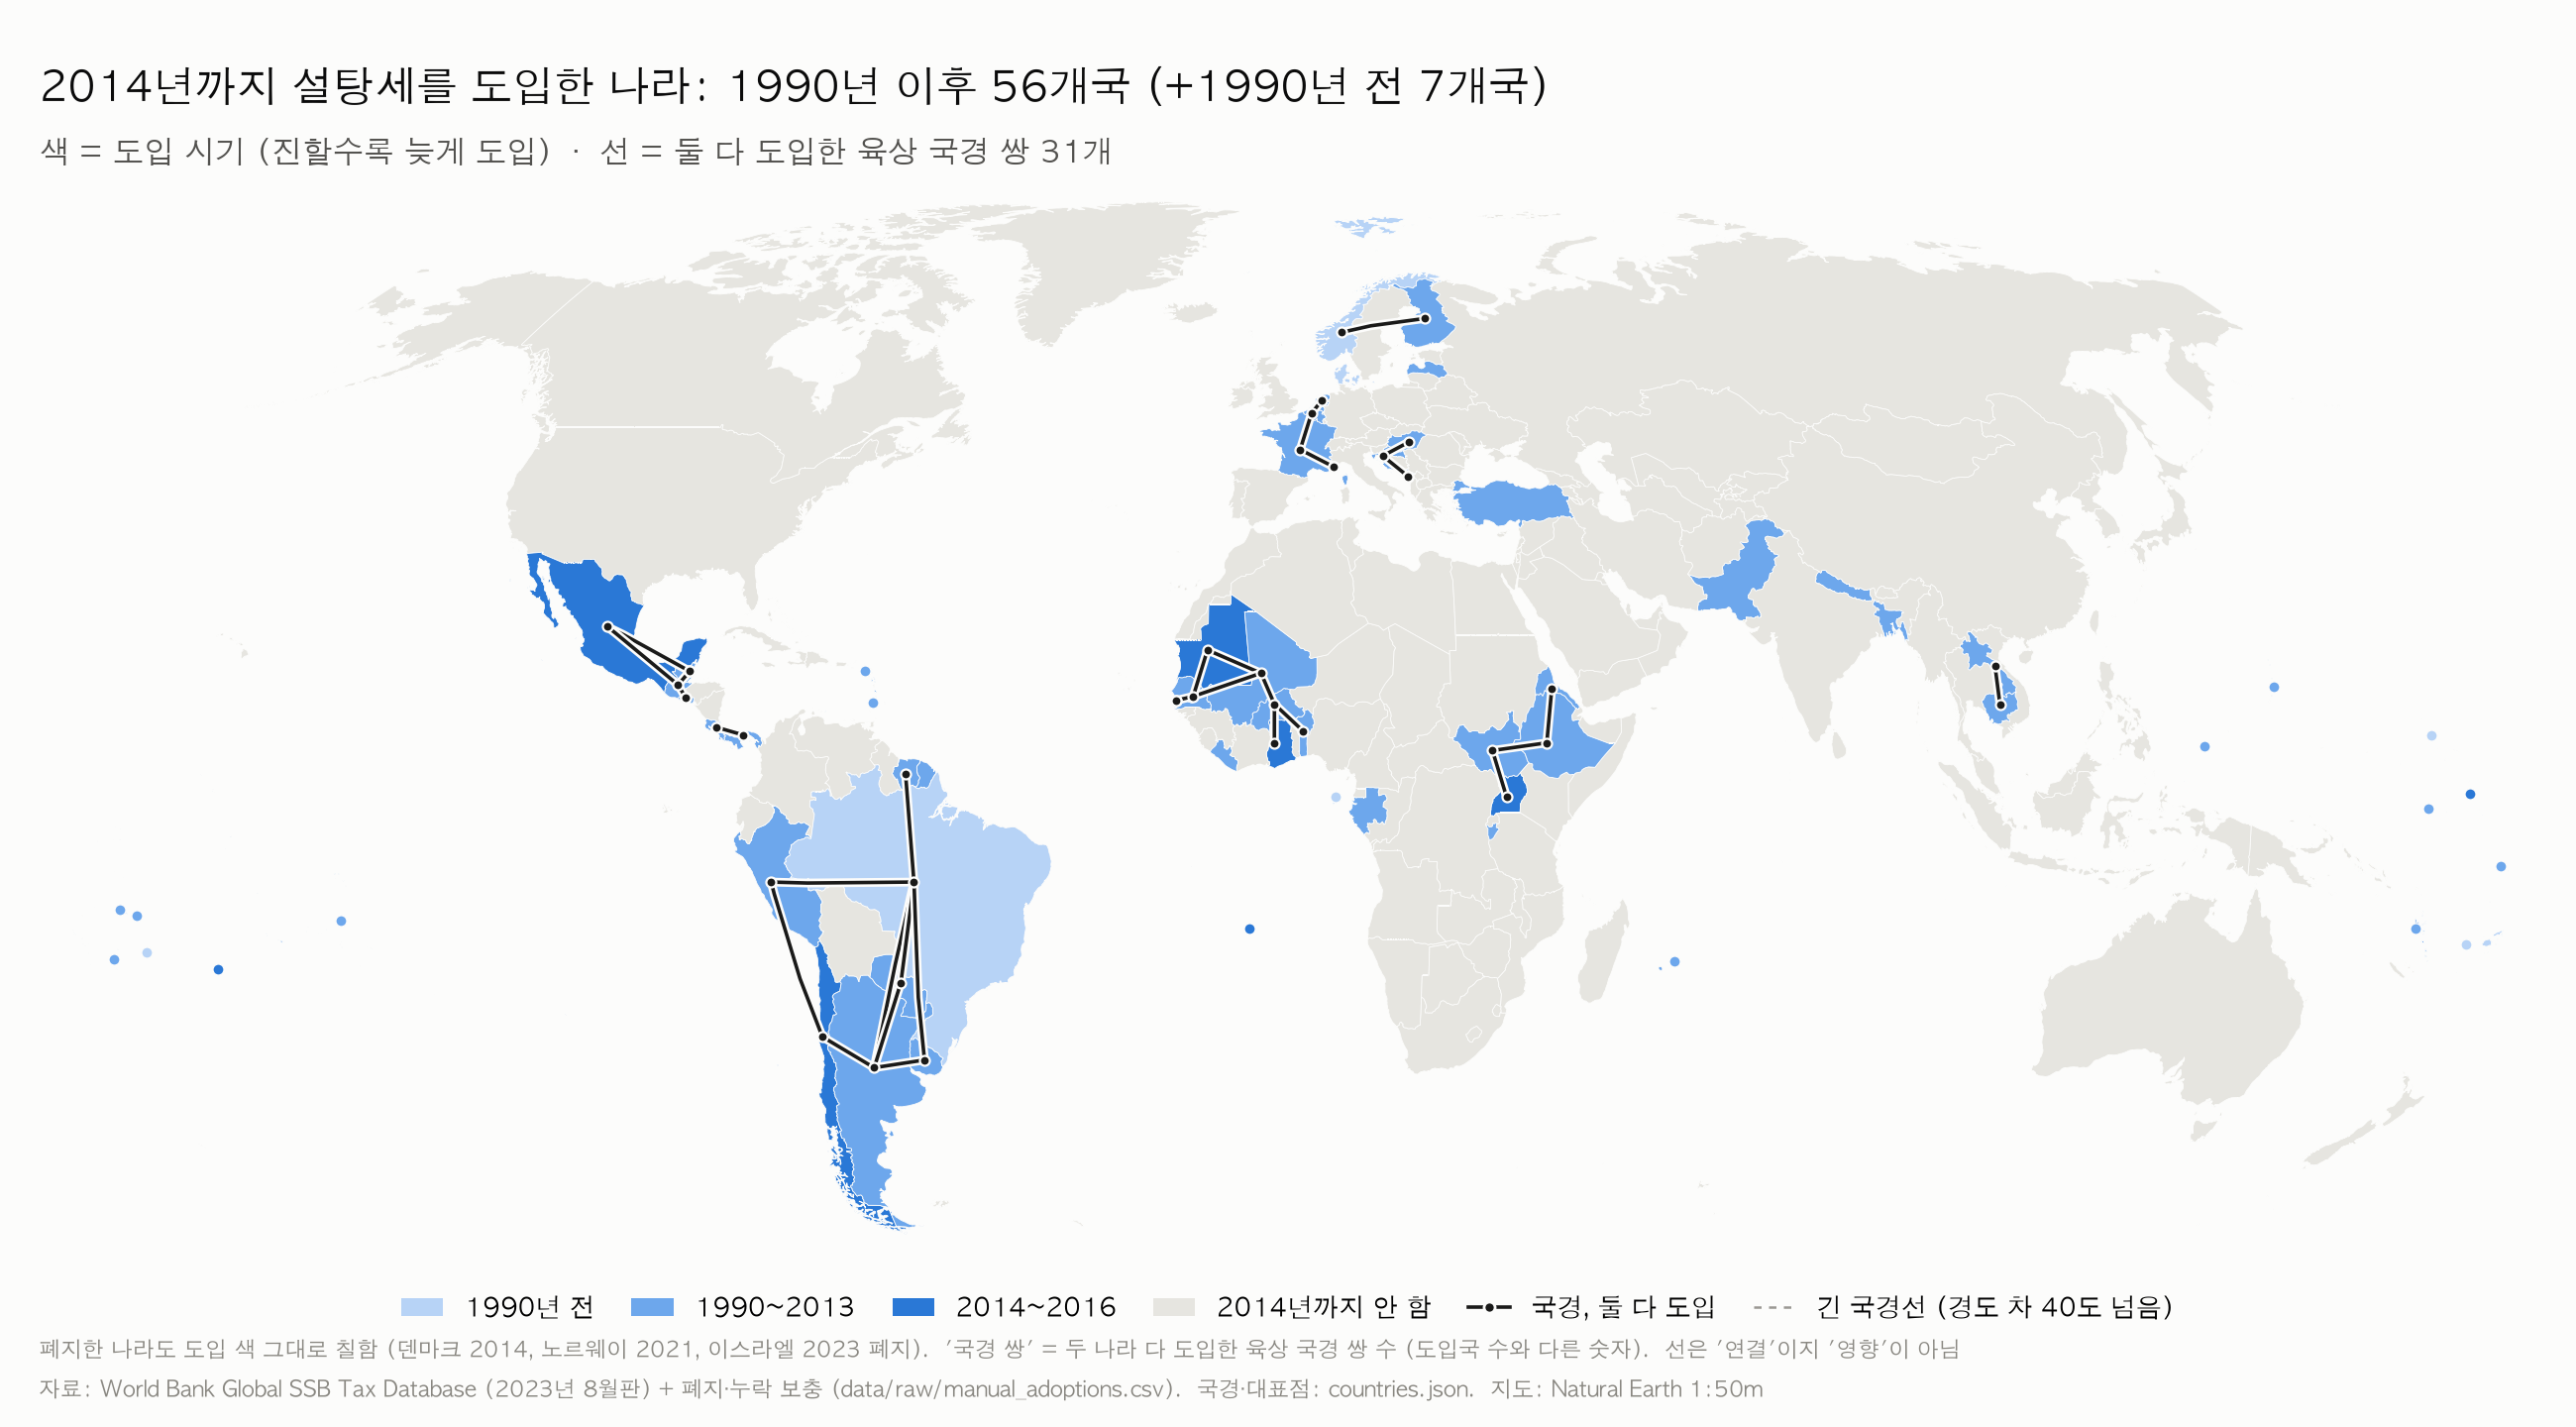 2014년까지 설탕세를 도입한 나라: 1990년 이후 56개국 (+1990년 전 7개국)
색 = 도입 시기 (진할수록 늦게 도입) · 선 = 둘 다 도입한 육상 국경 쌍 31개
1990년 전 1990~2013 2014~2016 2014년까지 안 함 국경, 둘 다 도입 긴 국경선 (경도 차 40도 넘음)
폐지한 나라도 도입 색 그대로 칠함 (덴마크 2014, 노르웨이 2021, 이스라엘 2023 폐지). '국경 쌍' = 두 나라 다 도입한 육상 국경 쌍 수 (도입국 수와 다른 숫자). 선은 '연결'이지 '영향'이 아님
자료: World Bank Global SSB Tax Database (2023년 8월판) + 폐지·누락 보충 (data/raw/manual_adoptions.csv). 국경·대표점: countries.json. 지도: Natural Earth 1:50m